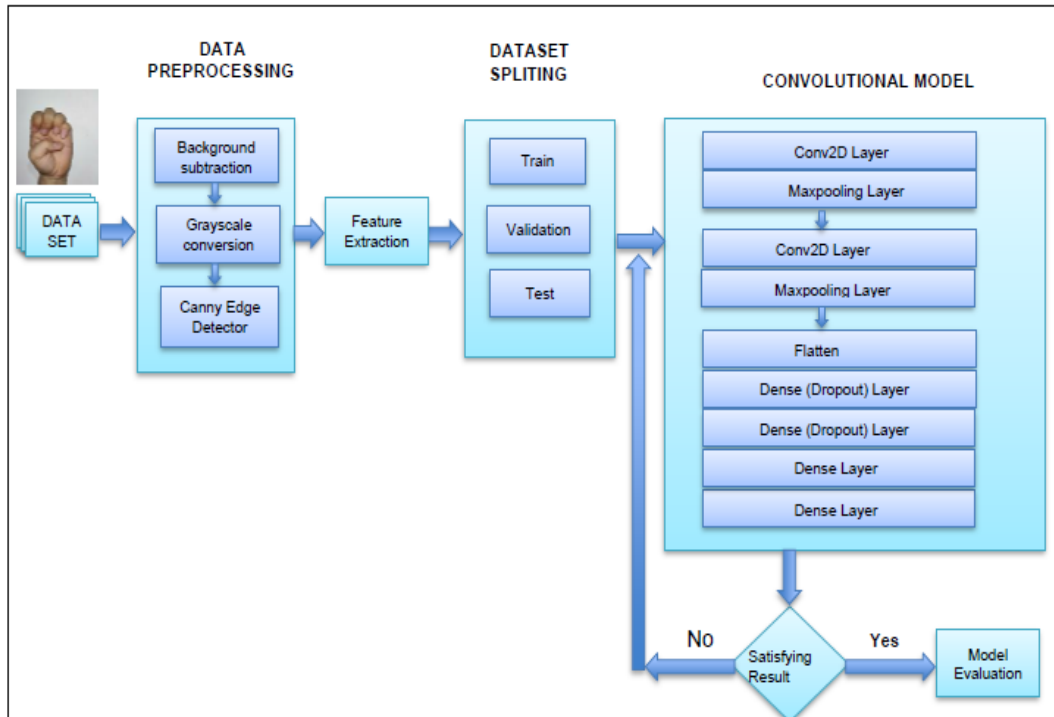 DATA
PREPROCESSING
DATASET
SPLITING
CONVOLUTIONAL MODEL
DATA
SET
Background
subtraction
Grayscale
conversion
Canny Edge
Detector
Feature
Extraction
Train
Validation
Test
Conv2D Layer
Maxpooling Layer
Conv2D Layer
Maxpooling Layer
Flatten
Dense (Dropout) Layer
Dense (Dropout) Layer
Dense Layer
Dense Layer
No
Satisfying
Result
Yes
Model
Evaluation